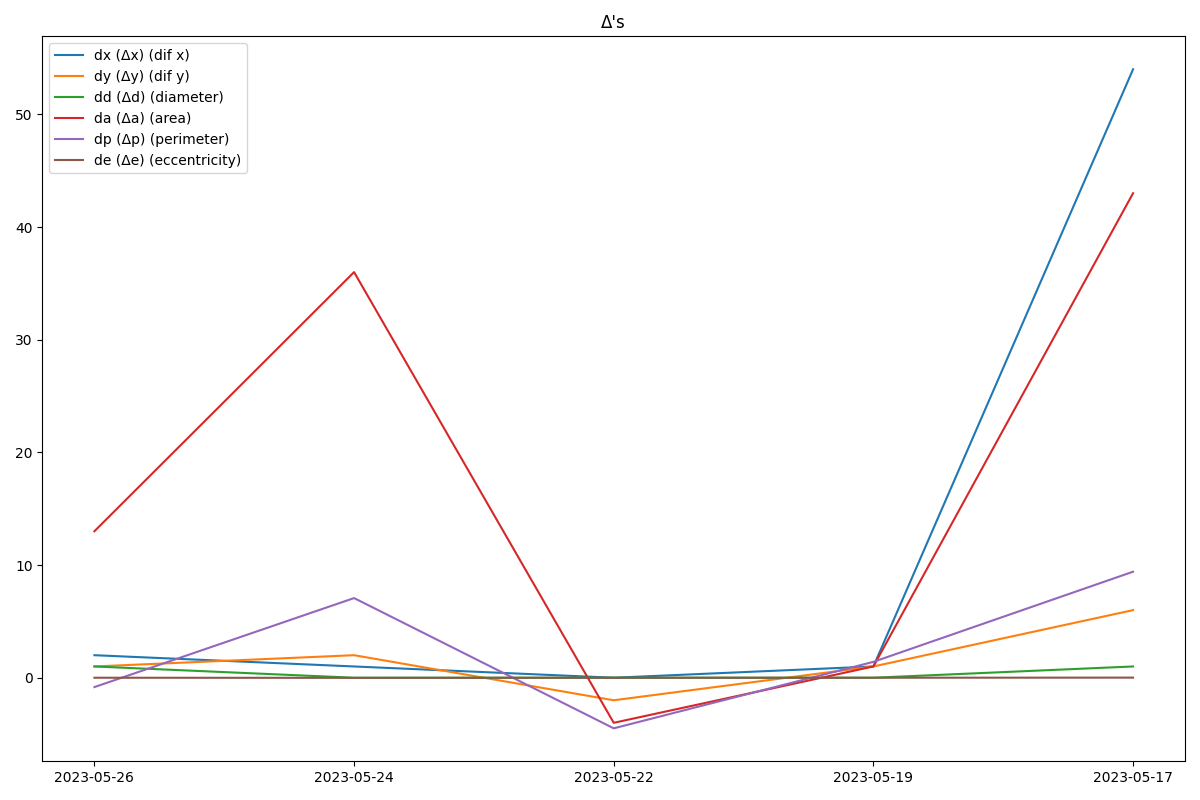 Δ's
dx (Δx) (dif x)
dy (Δy) (dif y)
dd (Δd) (diameter)
da (Δa) (area)
dp (Δp) (perimeter)
de (Δe) (eccentricity)
50
40
30
20
10
0
2023-05-26 2023-05-24 2023-05-22 2023-05-19 2023-05-17